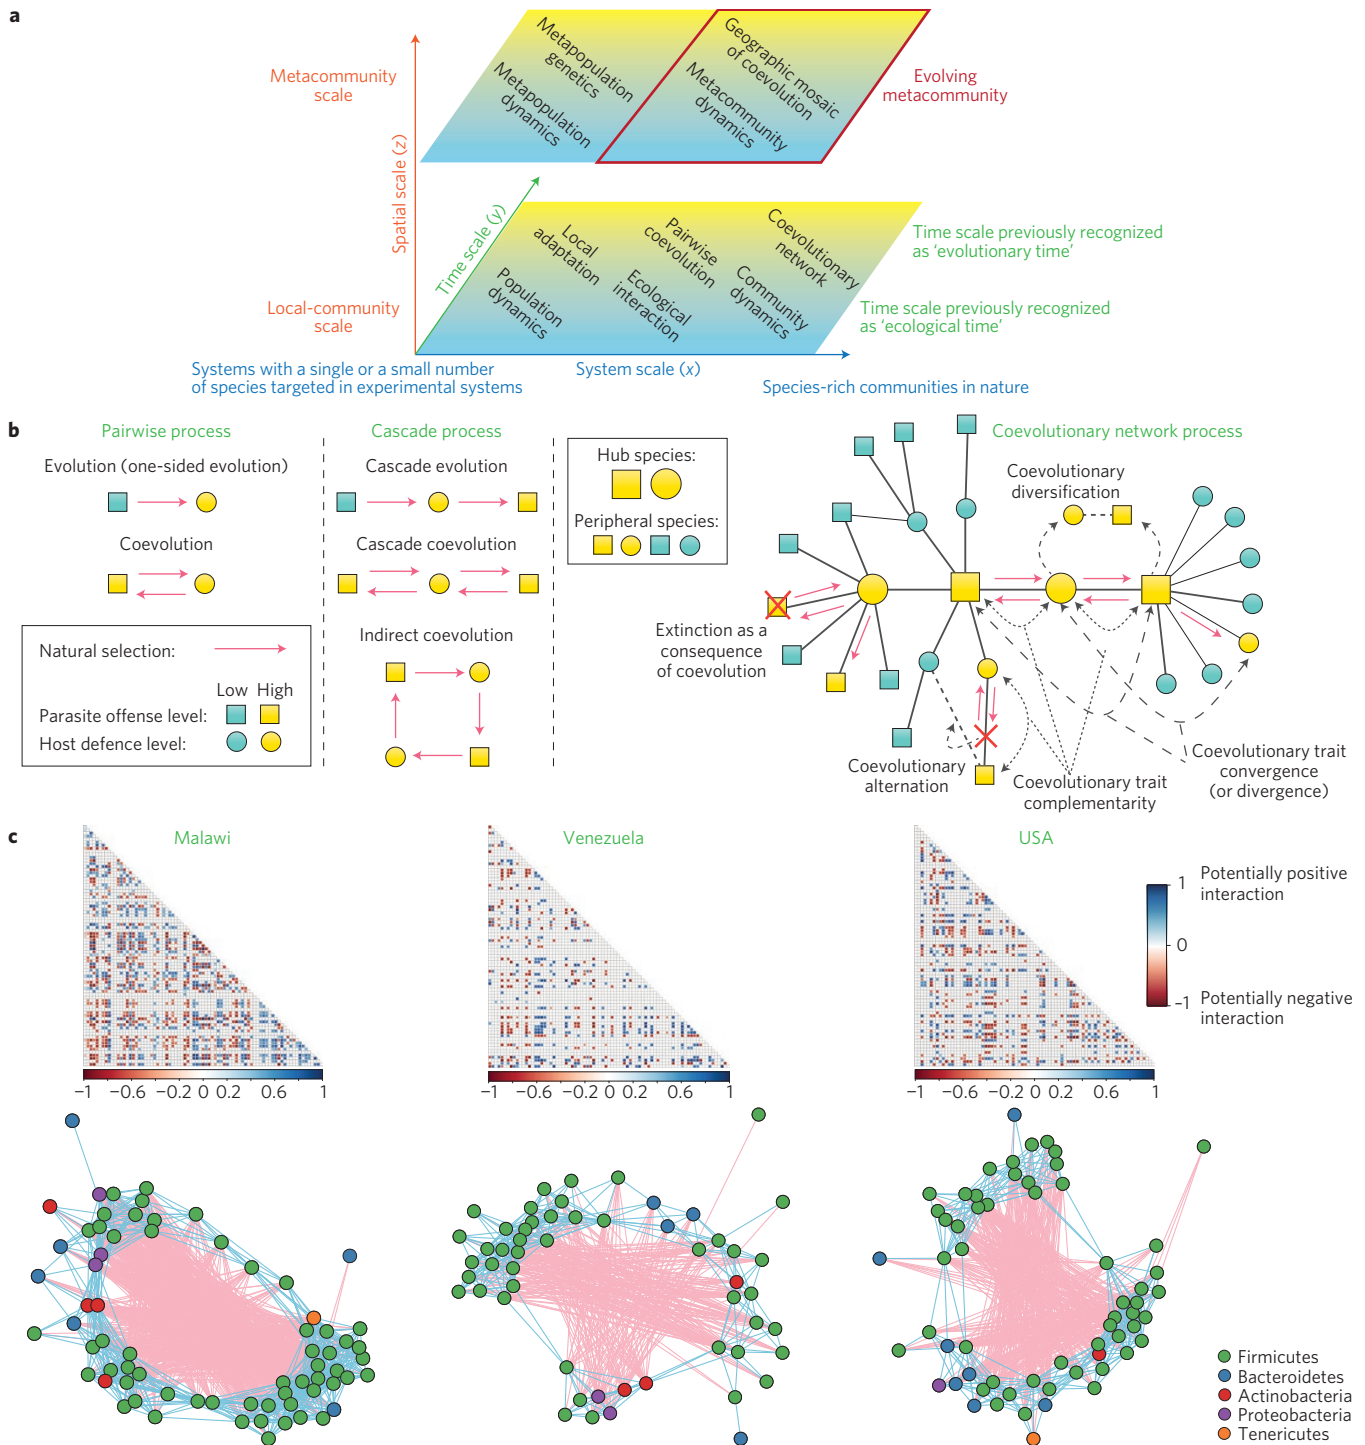 a
Metacommunity
scale
Metapopulation
genetics
Metapopulation
dynamics
Geographic mosaic
of coevolution
Metacommunity
dynamics
Evolving
metacommunity
Spatial scale (z)
Time scale (y)
Local
adaptation
Pairwise
coevolution
Coevolutionary
network
Population
dynamics
Ecological
interaction
Community
dynamics
Time scale previously recognized
as ‘evolutionary time’
Time scale previously recognized
as ‘ecological time’
Local-community
scale
Systems with a single or a small number
of species targeted in experimental systems
System scale (x)
Species-rich communities in nature
b
Pairwise process
Evolution (one-sided evolution)
Coevolution
Natural selection:
Low High
Parasite offense level:
Host defence level:
Cascade process
Cascade evolution
Cascade coevolution
Indirect coevolution
Hub species:
Peripheral species:
Coevolutionary network process
Coevolutionary
diversification
Extinction as a
consequence
of coevolution
Coevolutionary
alternation
Coevolutionary trait
complementarity
Coevolutionary trait
convergence
(or divergence)
c
Malawi
Venezuela
USA
1
0
−1
Potentially positive
interaction
Potentially negative
interaction
−1 −0.6 −0.2 0 0.2 0.6 1
−1 −0.6 −0.2 0 0.2 0.6 1
−1 −0.6 −0.2 0 0.2 0.6 1
Firmicutes
Bacteroidetes
Actinobacteria
Proteobacteria
Tenericutes